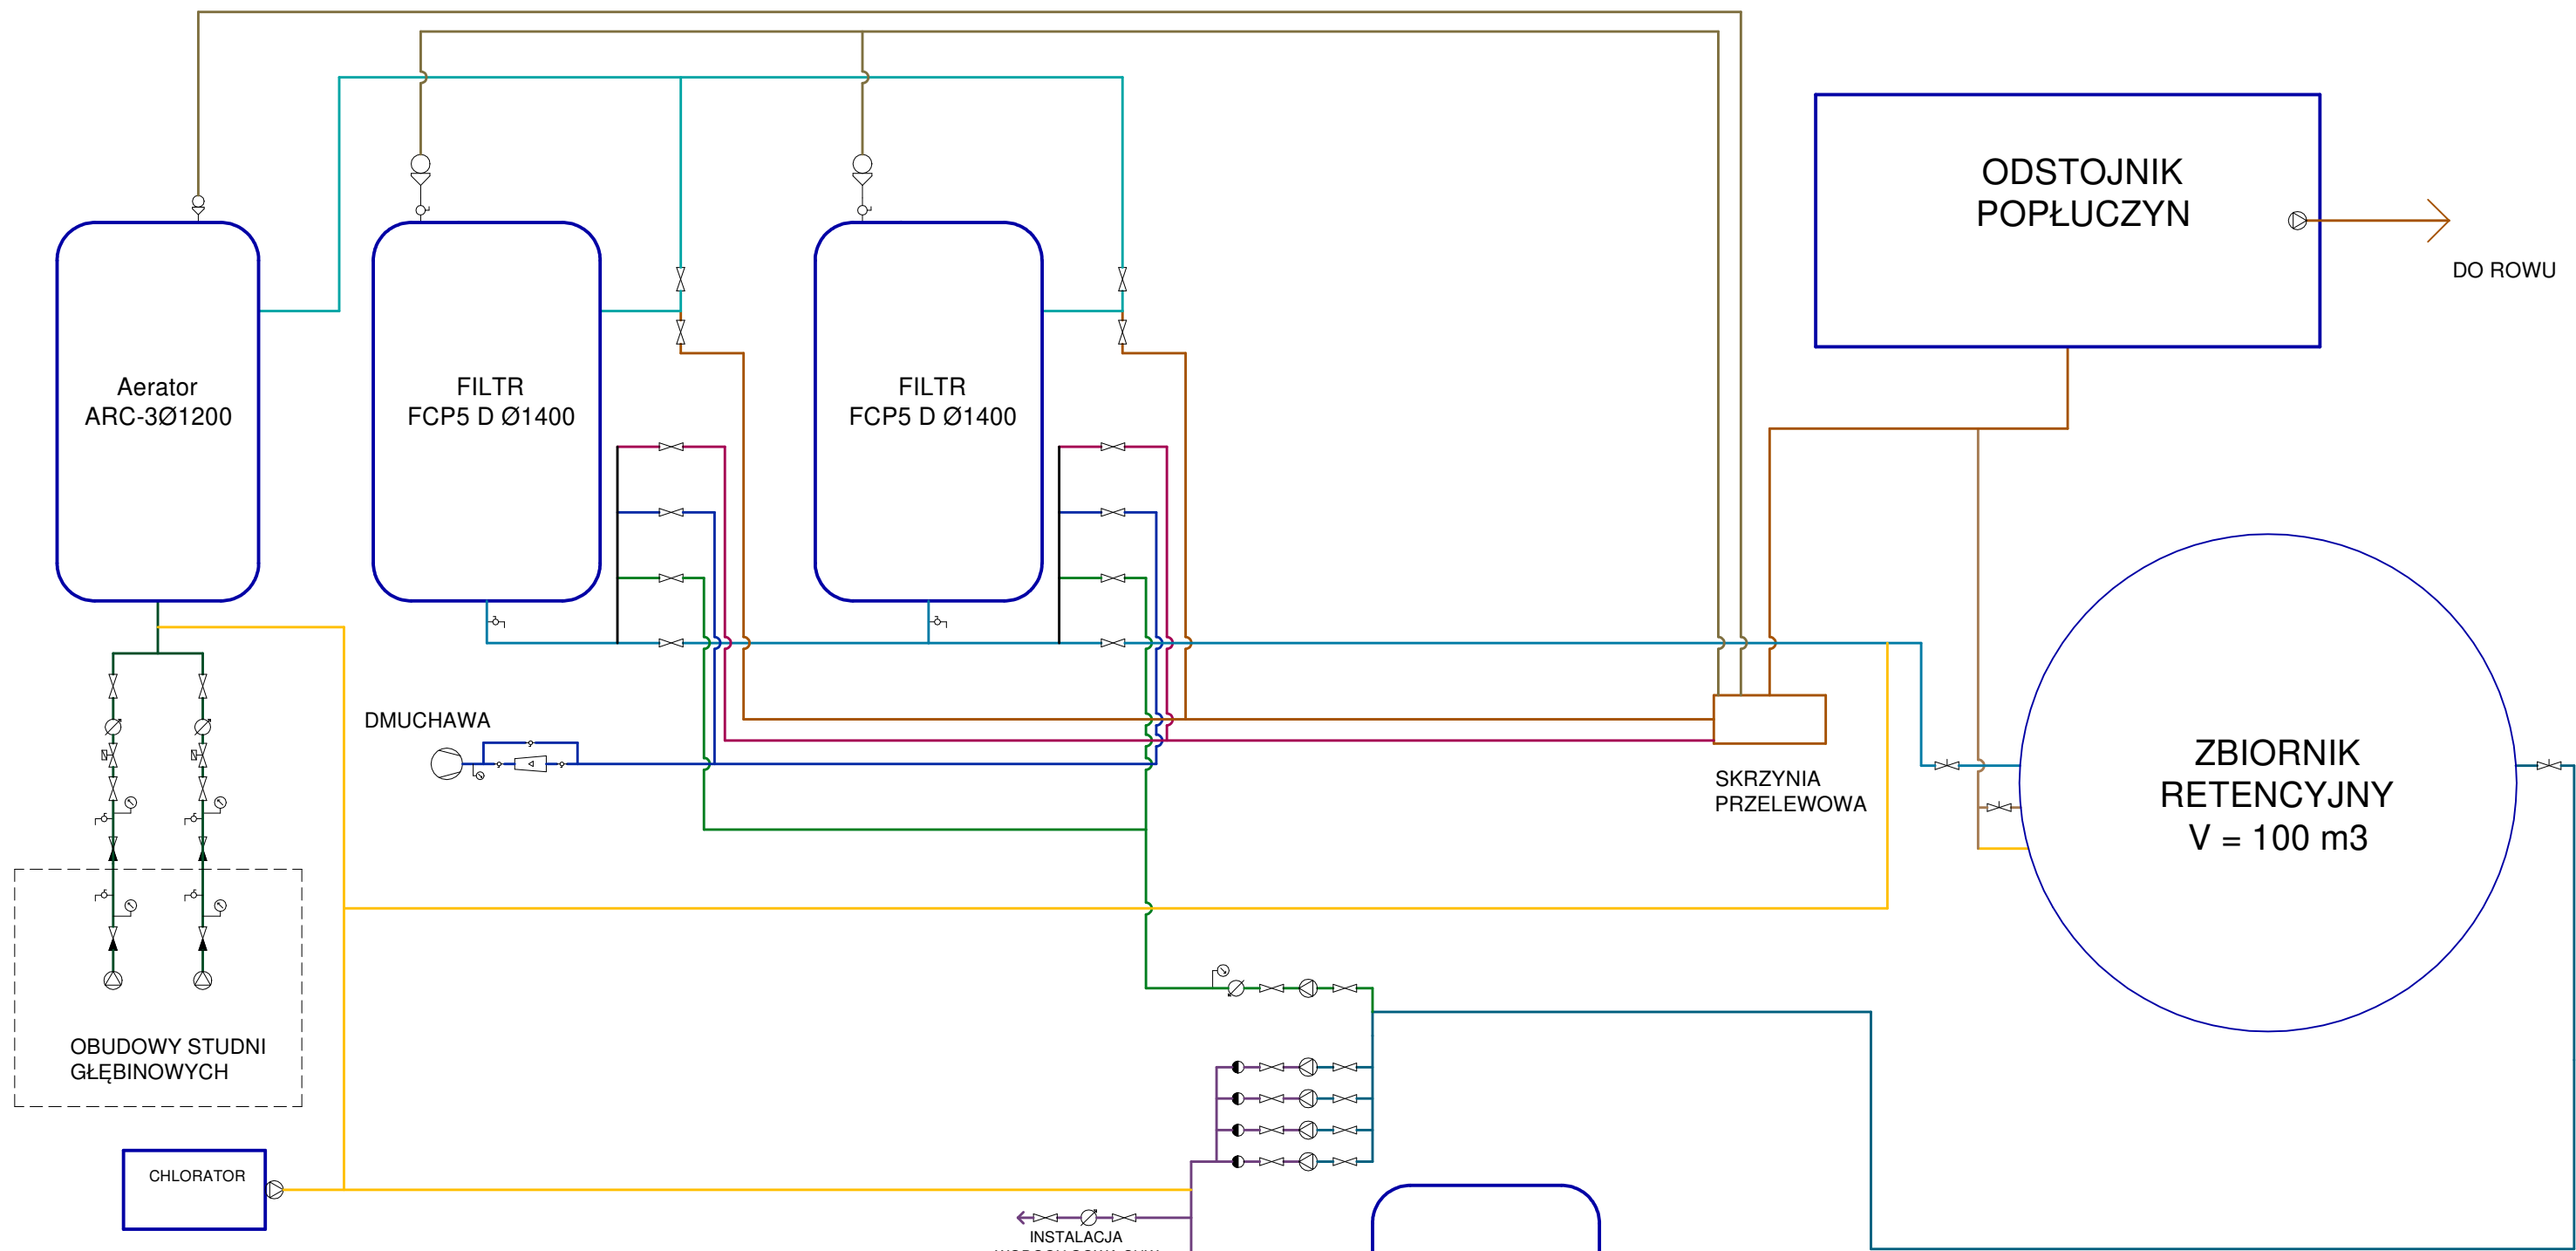 ODSTOJNIK
POPŁUCZYN
DO ROWU
Aerator
ARC-3Ø1200
FILTR
FCP5 D Ø1400
FILTR
FCP5 D Ø1400
DMUCHAWA
SKRZYNIA
PRZELEWOWA
ZBIORNIK
RETENCYJNY
V = 100 m3
OBUDOWY STUDNI
GŁĘBINOWYCH
CHLORATOR
INSTALACJA